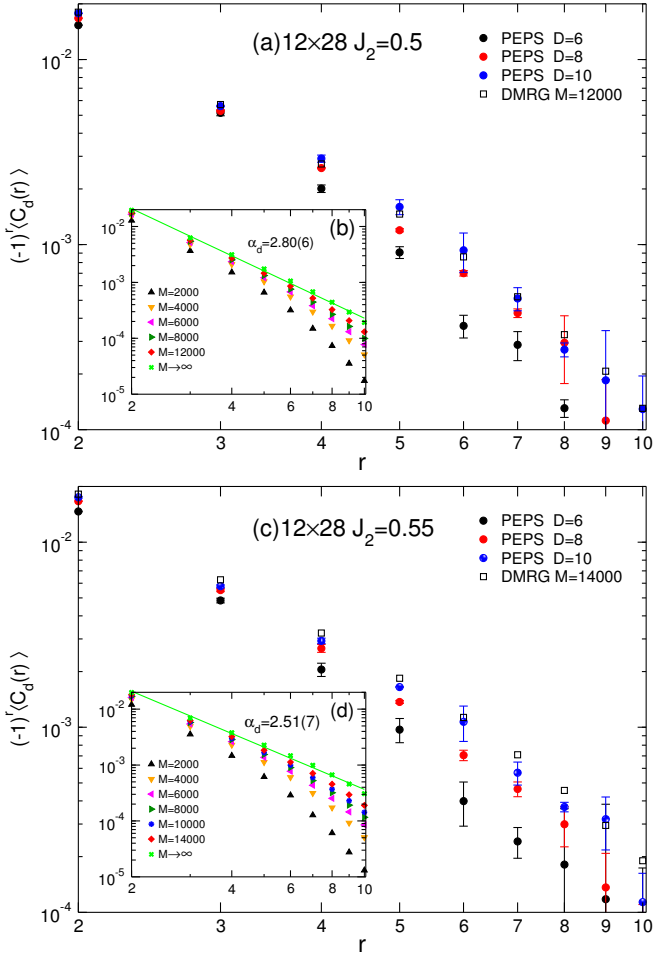 (a)12×28 J₂=0.5
PEPS D=6
PEPS D=8
PEPS D=10
DMRG M=12000
(-1)ʳ⟨C_d(r)⟩
10⁻²
10⁻³
10⁻⁴
2 3 4 5 6 7 8 9 10
r
(b)
α_d=2.80(6)
M=2000
M=4000
M=6000
M=8000
M=12000
M→∞
10⁻²
10⁻³
10⁻⁴
10⁻⁵
2 4 6 8 10
(c)12×28 J₂=0.55
PEPS D=6
PEPS D=8
PEPS D=10
DMRG M=14000
(-1)ʳ⟨C_d(r)⟩
10⁻²
10⁻³
10⁻⁴
2 3 4 5 6 7 8 9 10
r
(d)
α_d=2.51(7)
M=2000
M=4000
M=6000
M=8000
M=10000
M=14000
M→∞
10⁻²
10⁻³
10⁻⁴
10⁻⁵
2 4 6 8 10